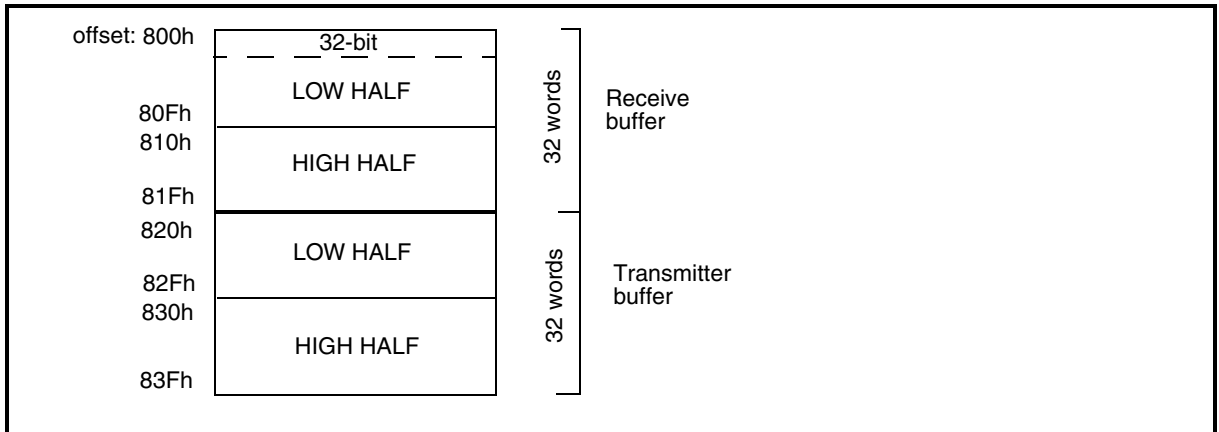 offset: 800h
32-bit
LOW HALF
80Fh
810h
HIGH HALF
81Fh
32 words
Receive
buffer
820h
LOW HALF
82Fh
830h
HIGH HALF
83Fh
32 words
Transmitter
buffer